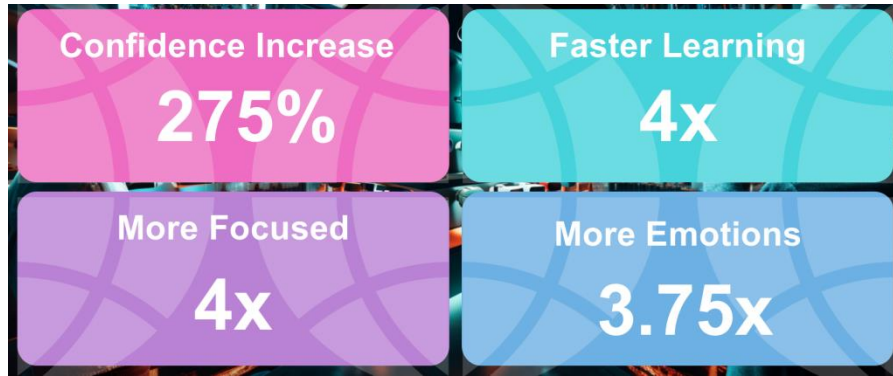 Confidence Increase
275%
Faster Learning
4x
More Focused
4x
More Emotions
3.75x